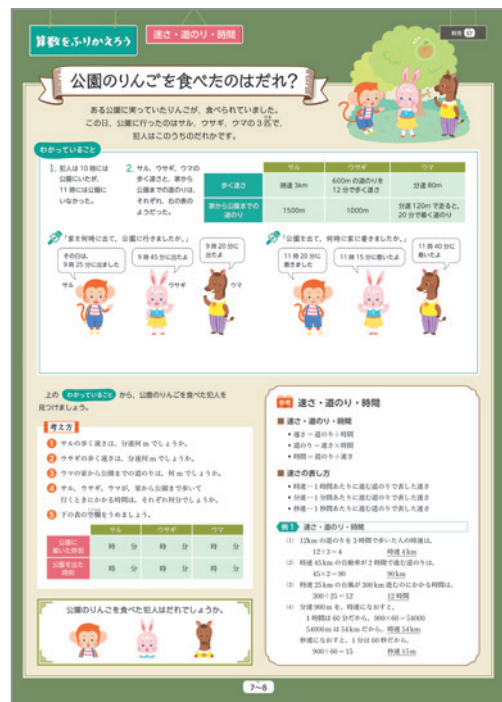 算数をふりかえろう
速さ・道のり・時間
公園のりんごを食べたのはだれ？
ある公園に実っていたりんごが、食べられていました。
この日、公園に行ったのはサル、ウサギ、ウマの3匹で、
犯人はこのうちのだれかです。
わかっていること
1. 犯人は10時には
公園にいたが、
11時には公園に
いなかった。
2. サル、ウサギ、ウマの
歩く速さと、家から
公園までの道のりは、
それぞれ、右の表の
ようだった。
サル ウサギ ウマ
歩く速さ 時速3km 600mの道のりを12分で歩く速さ 分速80m
家から公園までの道のり 1500m 1000m 分速120mで走ると、20分で着く道のり
「家を何時に出て、公園に行きましたか。」
その日は、
9時25分に出ました
9時45分に出たよ
9時20分に
出たよ
サル ウサギ ウマ
「公園を出て、何時に家に着きましたか。」
11時20分に
着きました
11時15分に着いたよ
11時40分に
着いたよ
サル ウサギ ウマ
上の わかっていること から、公園のりんごを食べた犯人を
見つけましょう。
考え方
1 サルの歩く速さは、分速何mでしょうか。
2 ウサギの歩く速さは、分速何mでしょうか。
3 ウマの家から公園までの道のりは、何mでしょうか。
4 サル、ウサギ、ウマが、家から公園まで歩いて
行くときにかかる時間は、それぞれ何分でしょうか。
5 下の表の空欄をうめましょう。
サル ウサギ ウマ
公園に着いた時刻 時 分 時 分 時 分
公園を出た時刻 時 分 時 分 時 分
公園のりんごを食べた犯人はだれでしょうか。
参考 速さ・道のり・時間
■ 速さ・道のり・時間
• 速さ＝道のり÷時間
• 道のり＝速さ×時間
• 時間＝道のり÷速さ
■ 速さの表し方
• 時速…1時間あたりに進む道のりで表した速さ
• 分速…1分間あたりに進む道のりで表した速さ
• 秒速…1秒間あたりに進む道のりで表した速さ
例1 速さ・道のり・時間
(1) 12kmの道のりを3時間で歩いた人の時速は、
12÷3＝4 時速4km
(2) 時速45kmの自動車が2時間で進む道のりは、
45×2＝90 90km
(3) 時速25kmの台風が300km進むのにかかる時間は、
300÷25＝12 12時間
(4) 分速900mを、時速になおすと、
1時間は60分だから、900×60＝54000
54000mは54kmだから、時速54km
秒速になおすと、1分は60秒だから、
900÷60＝15 秒速15m
7〜8